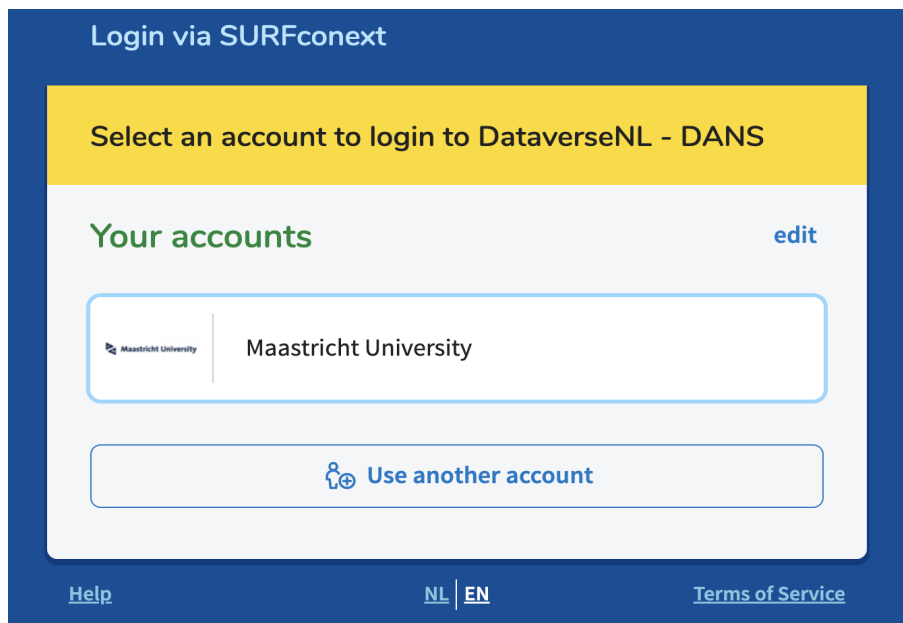 Login via SURFconext
Select an account to login to DataverseNL - DANS
Your accounts
edit
Maastricht University
Maastricht University
Use another account
Help
NL
EN
Terms of Service